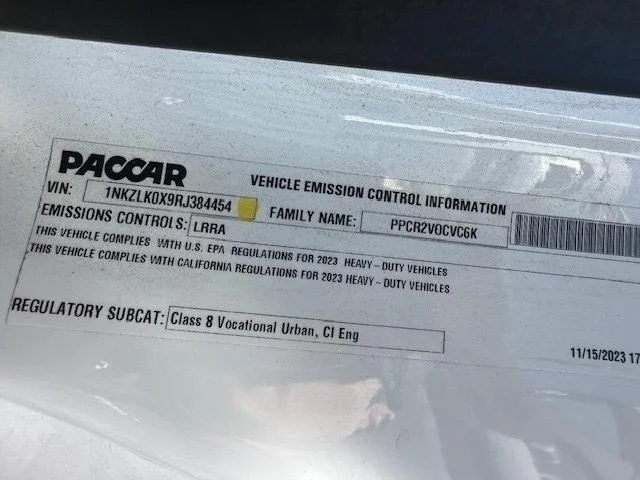 PACCAR
VEHICLE EMISSION CONTROL INFORMATION
VIN: 1NKZLK0X9RJ384454 FAMILY NAME: PPCR2VOCVC6K
EMISSIONS CONTROLS: LRRA
THIS VEHICLE COMPLIES WITH U.S. EPA REGULATIONS FOR 2023 HEAVY-DUTY VEHICLES
THIS VEHICLE COMPLIES WITH CALIFORNIA REGULATIONS FOR 2023 HEAVY-DUTY VEHICLES
REGULATORY SUBCAT: Class 8 Vocational Urban, CI Eng
11/15/2023 17